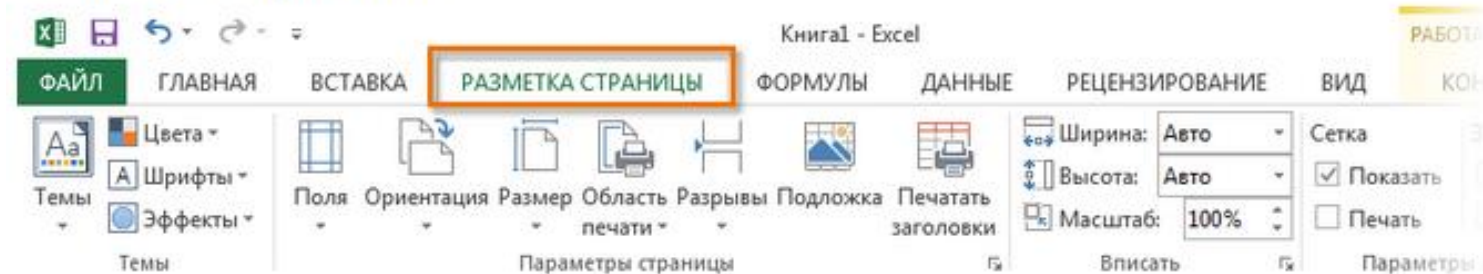 Книга1 - Excel
ФАЙЛ ГЛАВНАЯ ВСТАВКА РАЗМЕТКА СТРАНИЦЫ ФОРМУЛЫ ДАННЫЕ РЕЦЕНЗИРОВАНИЕ ВИД
Темы
Цвета
Шрифты
Эффекты
Темы
Поля Ориентация Размер Область печати Разрывы Подложка Печатать заголовки
Параметры страницы
Ширина: Авто
Высота: Авто
Масштаб: 100%
Вписать
Сетка
Показать
Печать
Параметры